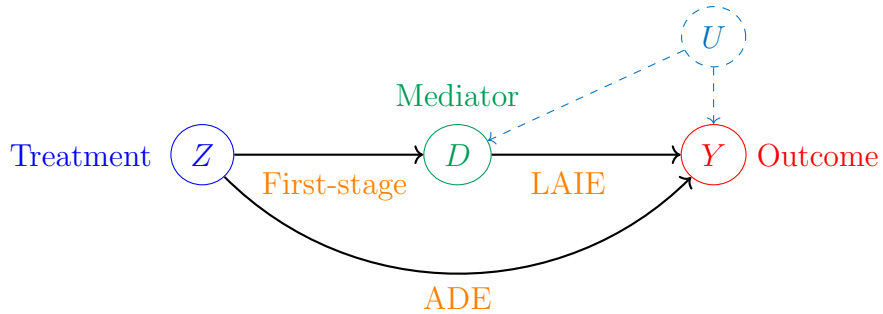 U
Mediator
Treatment
Z
D
Y
Outcome
First-stage
LAIE
ADE